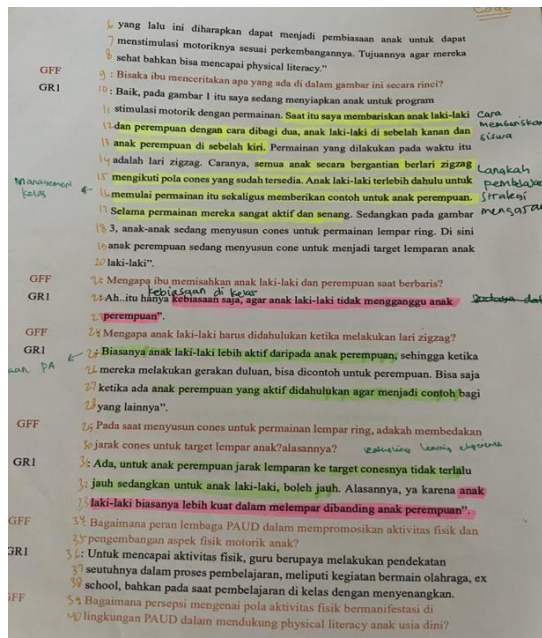 Code
6 yang lalu ini diharapkan dapat menjadi pembiasaan anak untuk dapat
7 menstimulasi motoriknya sesuai perkembangannya. Tujuannya agar mereka
8 sehat bahkan bisa mencapai physical literacy."
GFF 9 : Bisaka ibu menceritakan apa yang ada di dalam gambar ini secara rinci?
GR1 10 : Baik, pada gambar 1 itu saya sedang menyiapkan anak untuk program
11 stimulasi motorik dengan permainan. Saat itu saya membariskan anak laki-laki Cara
12 dan perempuan dengan cara dibagi dua, anak laki-laki di sebelah kanan dan membariskan
13 anak perempuan di sebelah kiri. Permainan yang dilakukan pada waktu itu siswa
14 adalah lari zigzag. Caranya, semua anak secara bergantian berlari zigzag Langkah
Management 15 mengikuti pola cones yang sudah tersedia. Anak laki-laki terlebih dahulu untuk
kelas 16 memulai permainan itu sekaligus memberikan contoh untuk anak perempuan. Strategi
17 Selama permainan mereka sangat aktif dan senang. Sedangkan pada gambar
18 3, anak-anak sedang menyusun cones untuk permainan lempar ring. Di sini
19 anak perempuan sedang menyusun cone untuk menjadi target lemparan anak
20 laki-laki".
GFF 21 Mengapa ibu memisahkan anak laki-laki dan perempuan saat berbaris?
kebiasaan di kelas
GR1 22 : Ah..itu hanya kebiasaan saja, agar anak laki-laki tidak mengganggu anak
23 perempuan".
GFF 24 Mengapa anak laki-laki harus didahulukan ketika melakukan lari zigzag?
GR1 25 : Biasanya anak laki-laki lebih aktif daripada anak perempuan, sehingga ketika
PA 26 mereka melakukan gerakan duluan, bisa dicontoh untuk perempuan. Bisa saja
27 ketika ada anak perempuan yang aktif didahulukan agar menjadi contoh bagi
28 yang lainnya".
GFF 29 Pada saat menyusun cones untuk permainan lempar ring, adakah membedakan
30 jarak cones untuk target lempar anak?alasannya? learning experience
GR1 31 : Ada, untuk anak perempuan jarak lemparan ke target conesnya tidak terlalu
32 jauh sedangkan untuk anak laki-laki, boleh jauh. Alasannya, ya karena anak
33 laki-laki biasanya lebih kuat dalam melempar dibanding anak perempuan".
GFF 34 Bagaimana peran lembaga PAUD dalam mempromosikan aktivitas fisik dan
35 pengembangan aspek fisik motorik anak?
GR1 36 : Untuk mencapai aktivitas fisik, guru berupaya melakukan pendekatan
37 seutuhnya dalam proses pembelajaran, meliputi kegiatan bermain olahraga, ex
38 school, bahkan pada saat pembelajaran di kelas dengan menyenangkan.
GFF 39 Bagaimana persepsi mengenai pola aktivitas fisik bermanifestasi di
40 lingkungan PAUD dalam mendukung physical literacy anak usia dini?